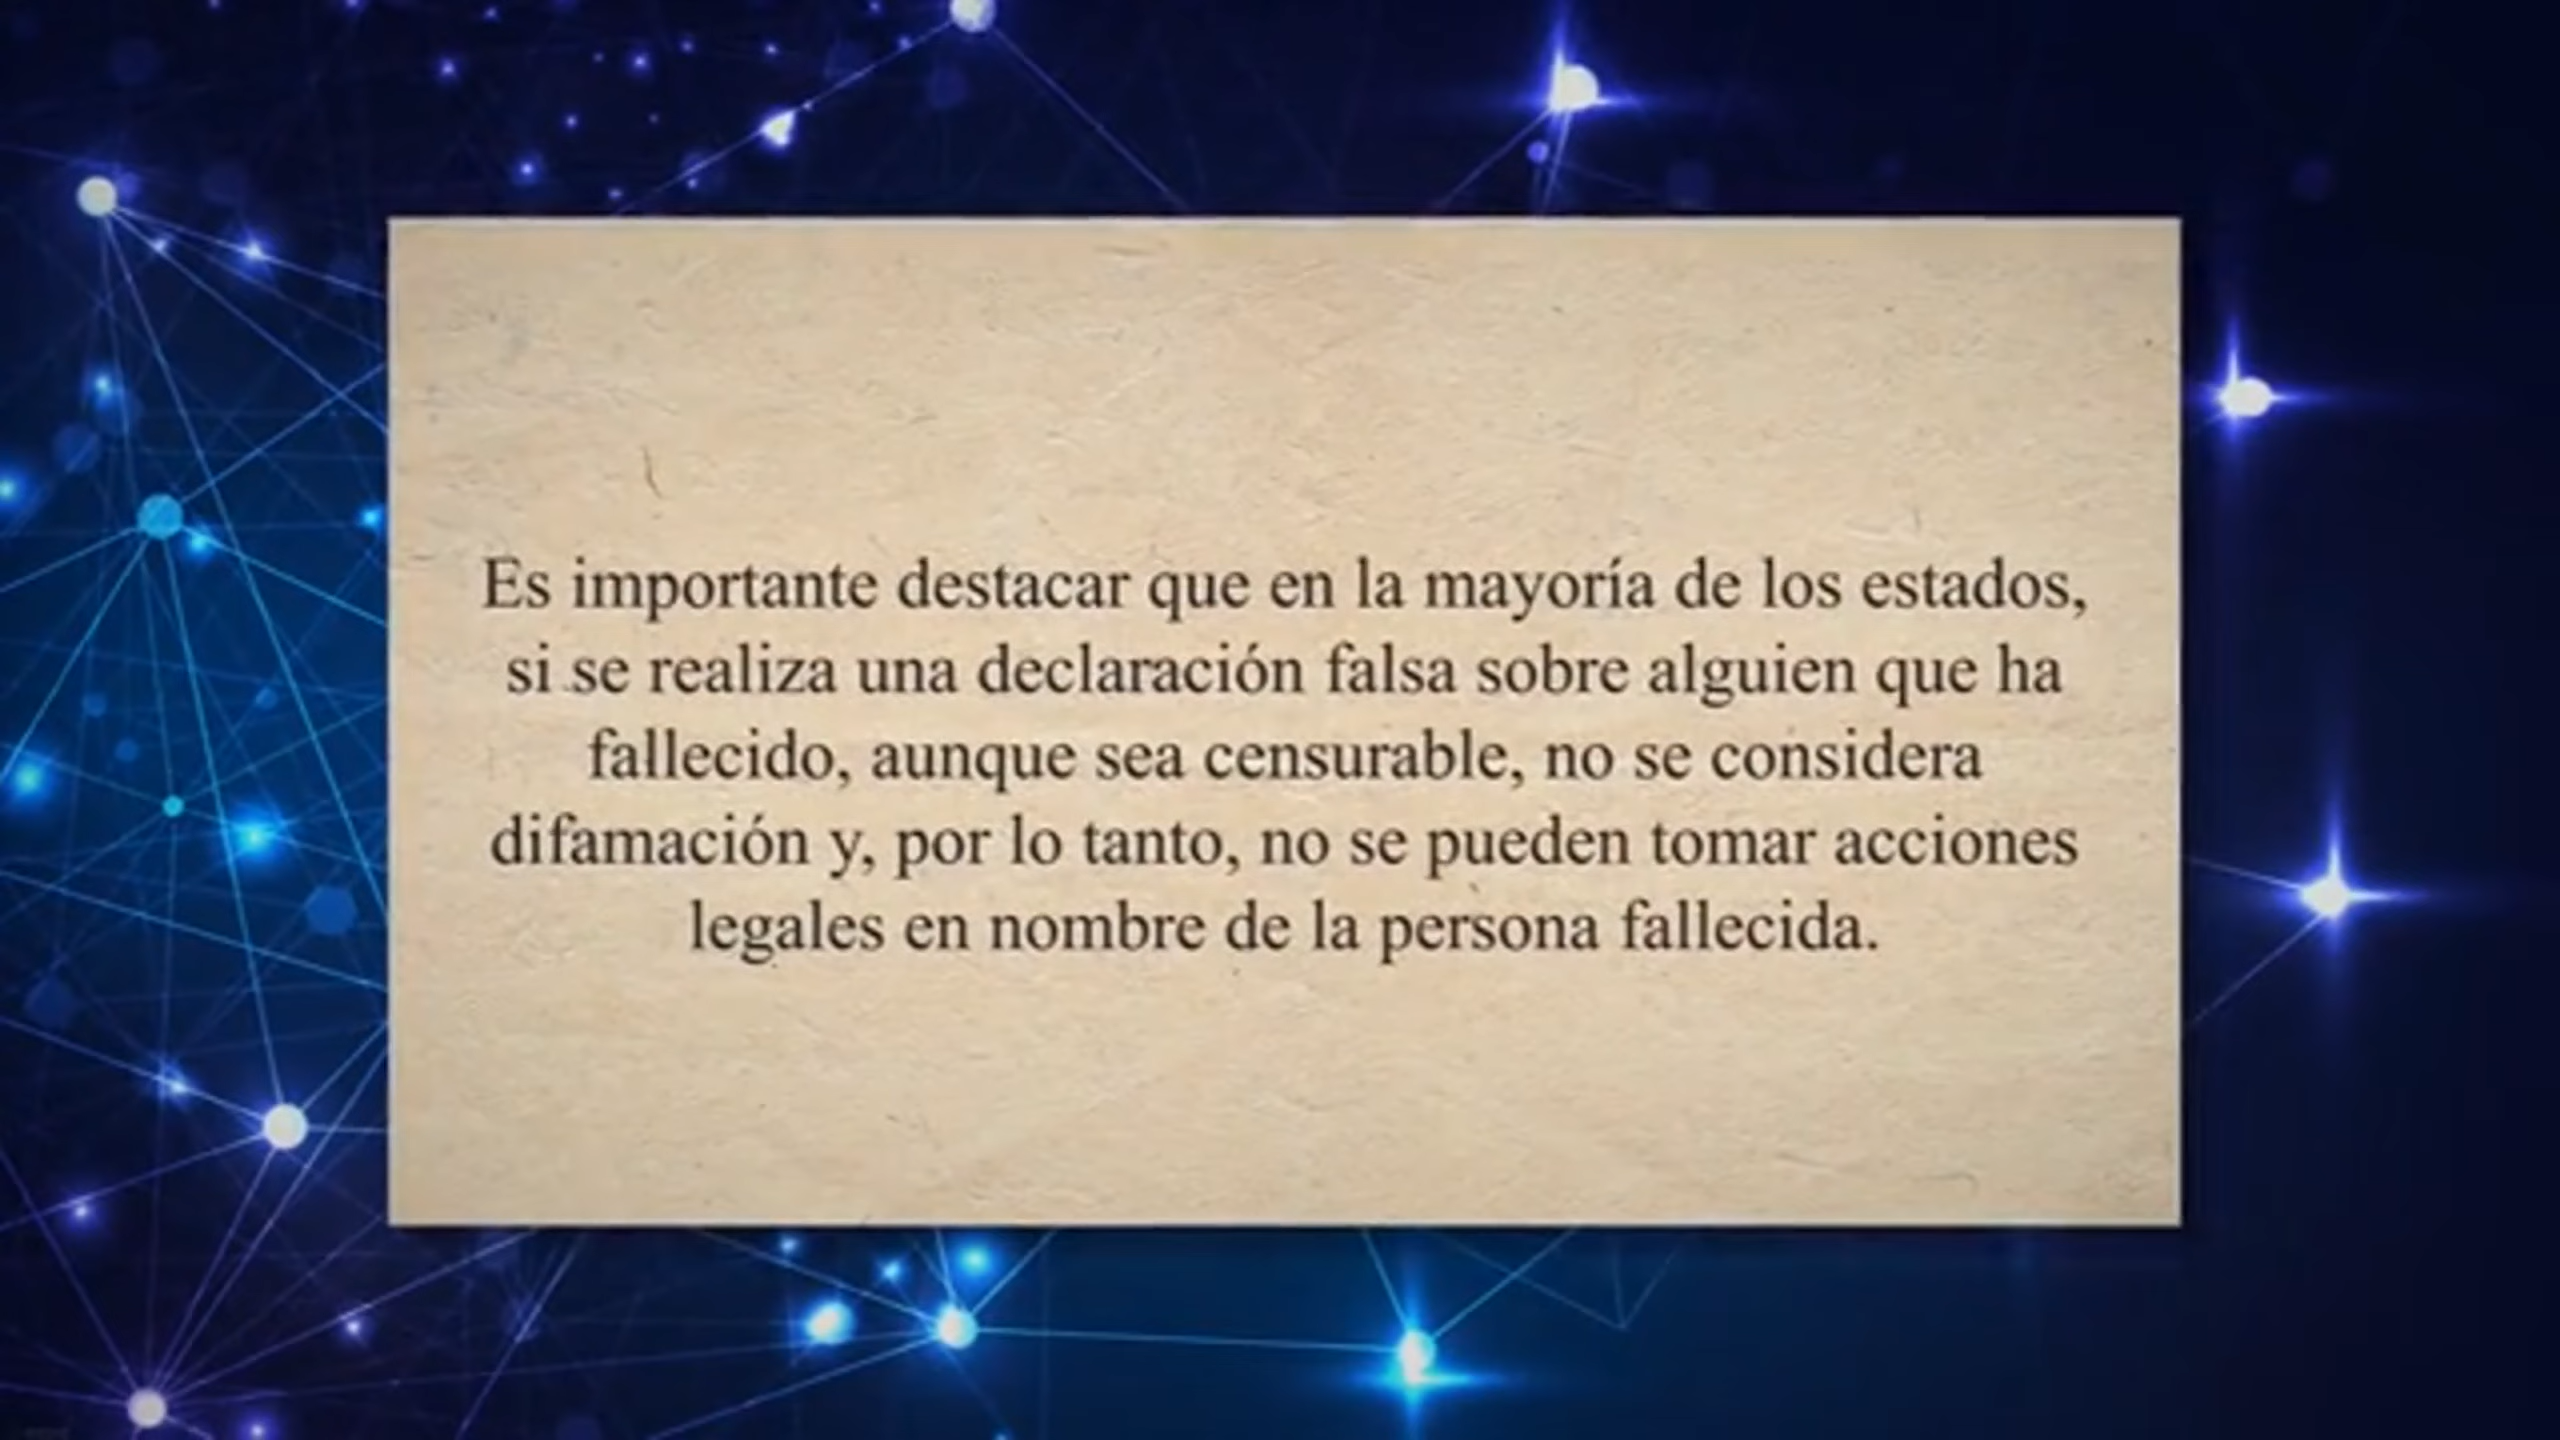 Es importante destacar que en la mayoría de los estados,
si se realiza una declaración falsa sobre alguien que ha
fallecido, aunque sea censurable, no se considera
difamación y, por lo tanto, no se pueden tomar acciones
legales en nombre de la persona fallecida.